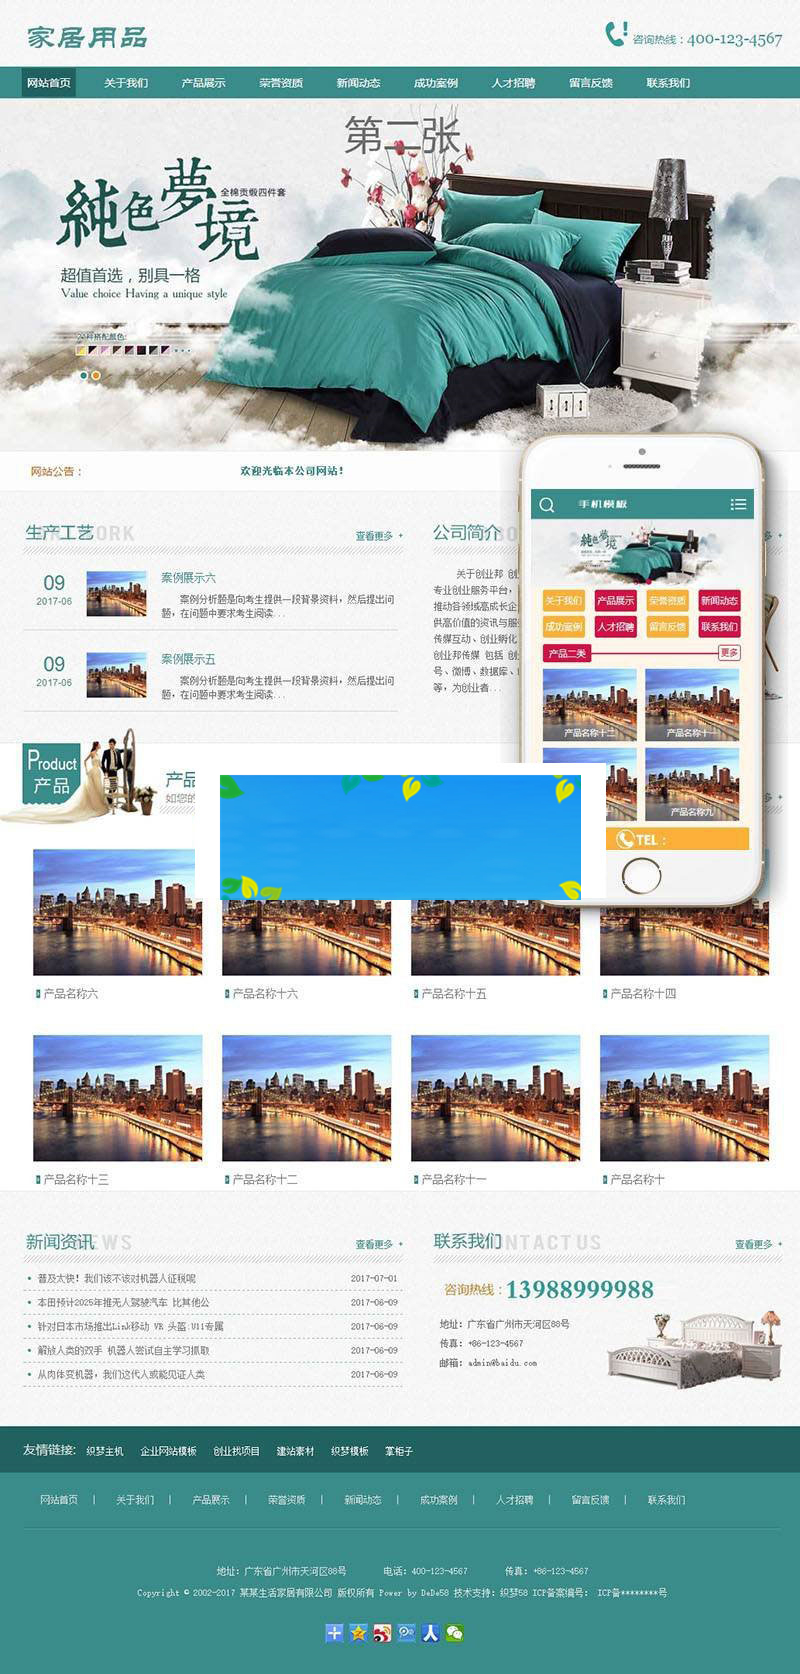 家居用品
咨询热线：400-123-4567
网站首页 关于我们 产品展示 荣誉资质 新闻动态 成功案例 人才招聘 留言反馈 联系我们
第二张
純色夢境
全棉贡缎四件套
超值首选，别具一格
Value choice Having a unique style
网站公告：
欢迎光临本公司网站！
生产工艺
查看更多 +
09
2017-06
案例展示六
案例分析题是向考生提供一段背景资料，然后提出问
题，在问题中要求考生阅读...
09
2017-06
案例展示五
案例分析题是向考生提供一段背景资料，然后提出问
题，在问题中要求考生阅读...
公司简介
关于创业邦 创
专业创业服务平台，
推动各领域高成长企
供高价值的资讯与服
传媒互动、创业孵化
创业邦传媒 包括 创
号、微博、数据库、
等，为创业者...
手机模板
純色夢境
关于我们 产品展示 荣誉资质 新闻动态
成功案例 人才招聘 留言反馈 联系我们
产品二类
更多
产品名称十二 产品名称十一
产品名称九
TEL：
Product
产品
产品
如您的
产品名称六 产品名称十六 产品名称十五 产品名称十四
产品名称十三 产品名称十二 产品名称十一 产品名称十
新闻资讯 NEWS
查看更多 +
普及太快！我们该不该对机器人征税呢 2017-07-01
本田预计2025年推无人驾驶汽车 比其他公 2017-06-09
针对日本市场推出Link移动 VR 头盔:U11专属 2017-06-09
解放人类的双手 机器人尝试自主学习抓取 2017-06-09
从肉体变机器，我们这代人或能见证人类 2017-06-09
联系我们 CONTACT US
查看更多 +
咨询热线：13988999988
地址：广东省广州市天河区88号
传真：+86-123-4567
邮箱：admin@baidu.com
友情链接: 织梦主机 企业网站模板 创业找项目 建站素材 织梦模板 掌柜子
网站首页 | 关于我们 | 产品展示 | 荣誉资质 | 新闻动态 | 成功案例 | 人才招聘 | 留言反馈 | 联系我们
地址：广东省广州市天河区88号 电话：400-123-4567 传真：+86-123-4567
Copyright © 2002-2017 某某生活家居有限公司 版权所有 Power by DeDe58 技术支持：织梦58 ICP备案编号： ICP备********号